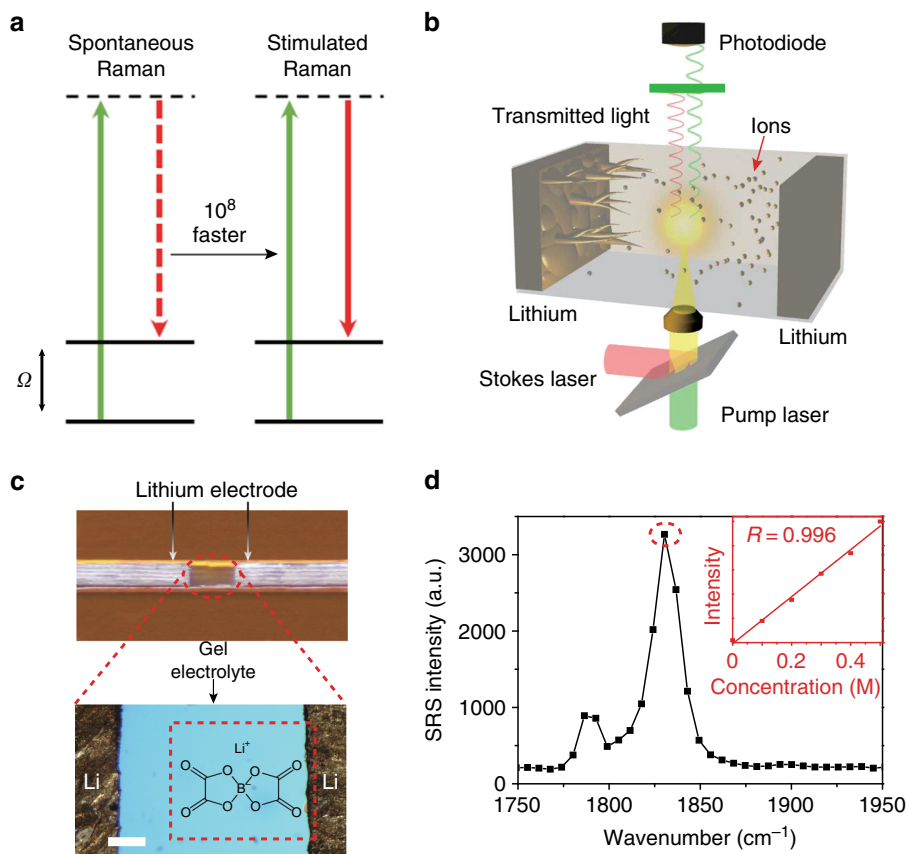 a
Spontaneous
Raman
Stimulated
Raman
10⁸
faster
Ω
b
Photodiode
Transmitted light
Ions
Lithium
Lithium
Stokes laser
Pump laser
c
Lithium electrode
Gel
electrolyte
Li
Li⁺
O
O
O
O
B⁻
O
O
O
O
Li
d
SRS intensity (a.u.)
3000
2000
1000
0
1750
1800
1850
1900
1950
Wavenumber (cm⁻¹)
R = 0.996
Intensity
0
0.2
0.4
Concentration (M)